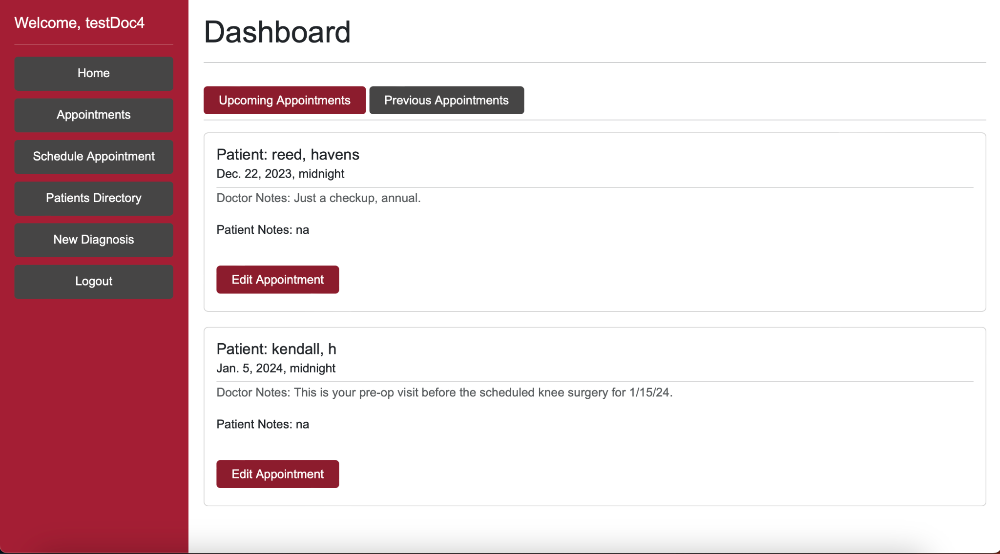 Welcome, testDoc4
Home
Appointments
Schedule Appointment
Patients Directory
New Diagnosis
Logout
Dashboard
Upcoming Appointments
Previous Appointments
Patient: reed, havens
Dec. 22, 2023, midnight
Doctor Notes: Just a checkup, annual.
Patient Notes: na
Edit Appointment
Patient: kendall, h
Jan. 5, 2024, midnight
Doctor Notes: This is your pre-op visit before the scheduled knee surgery for 1/15/24.
Patient Notes: na
Edit Appointment